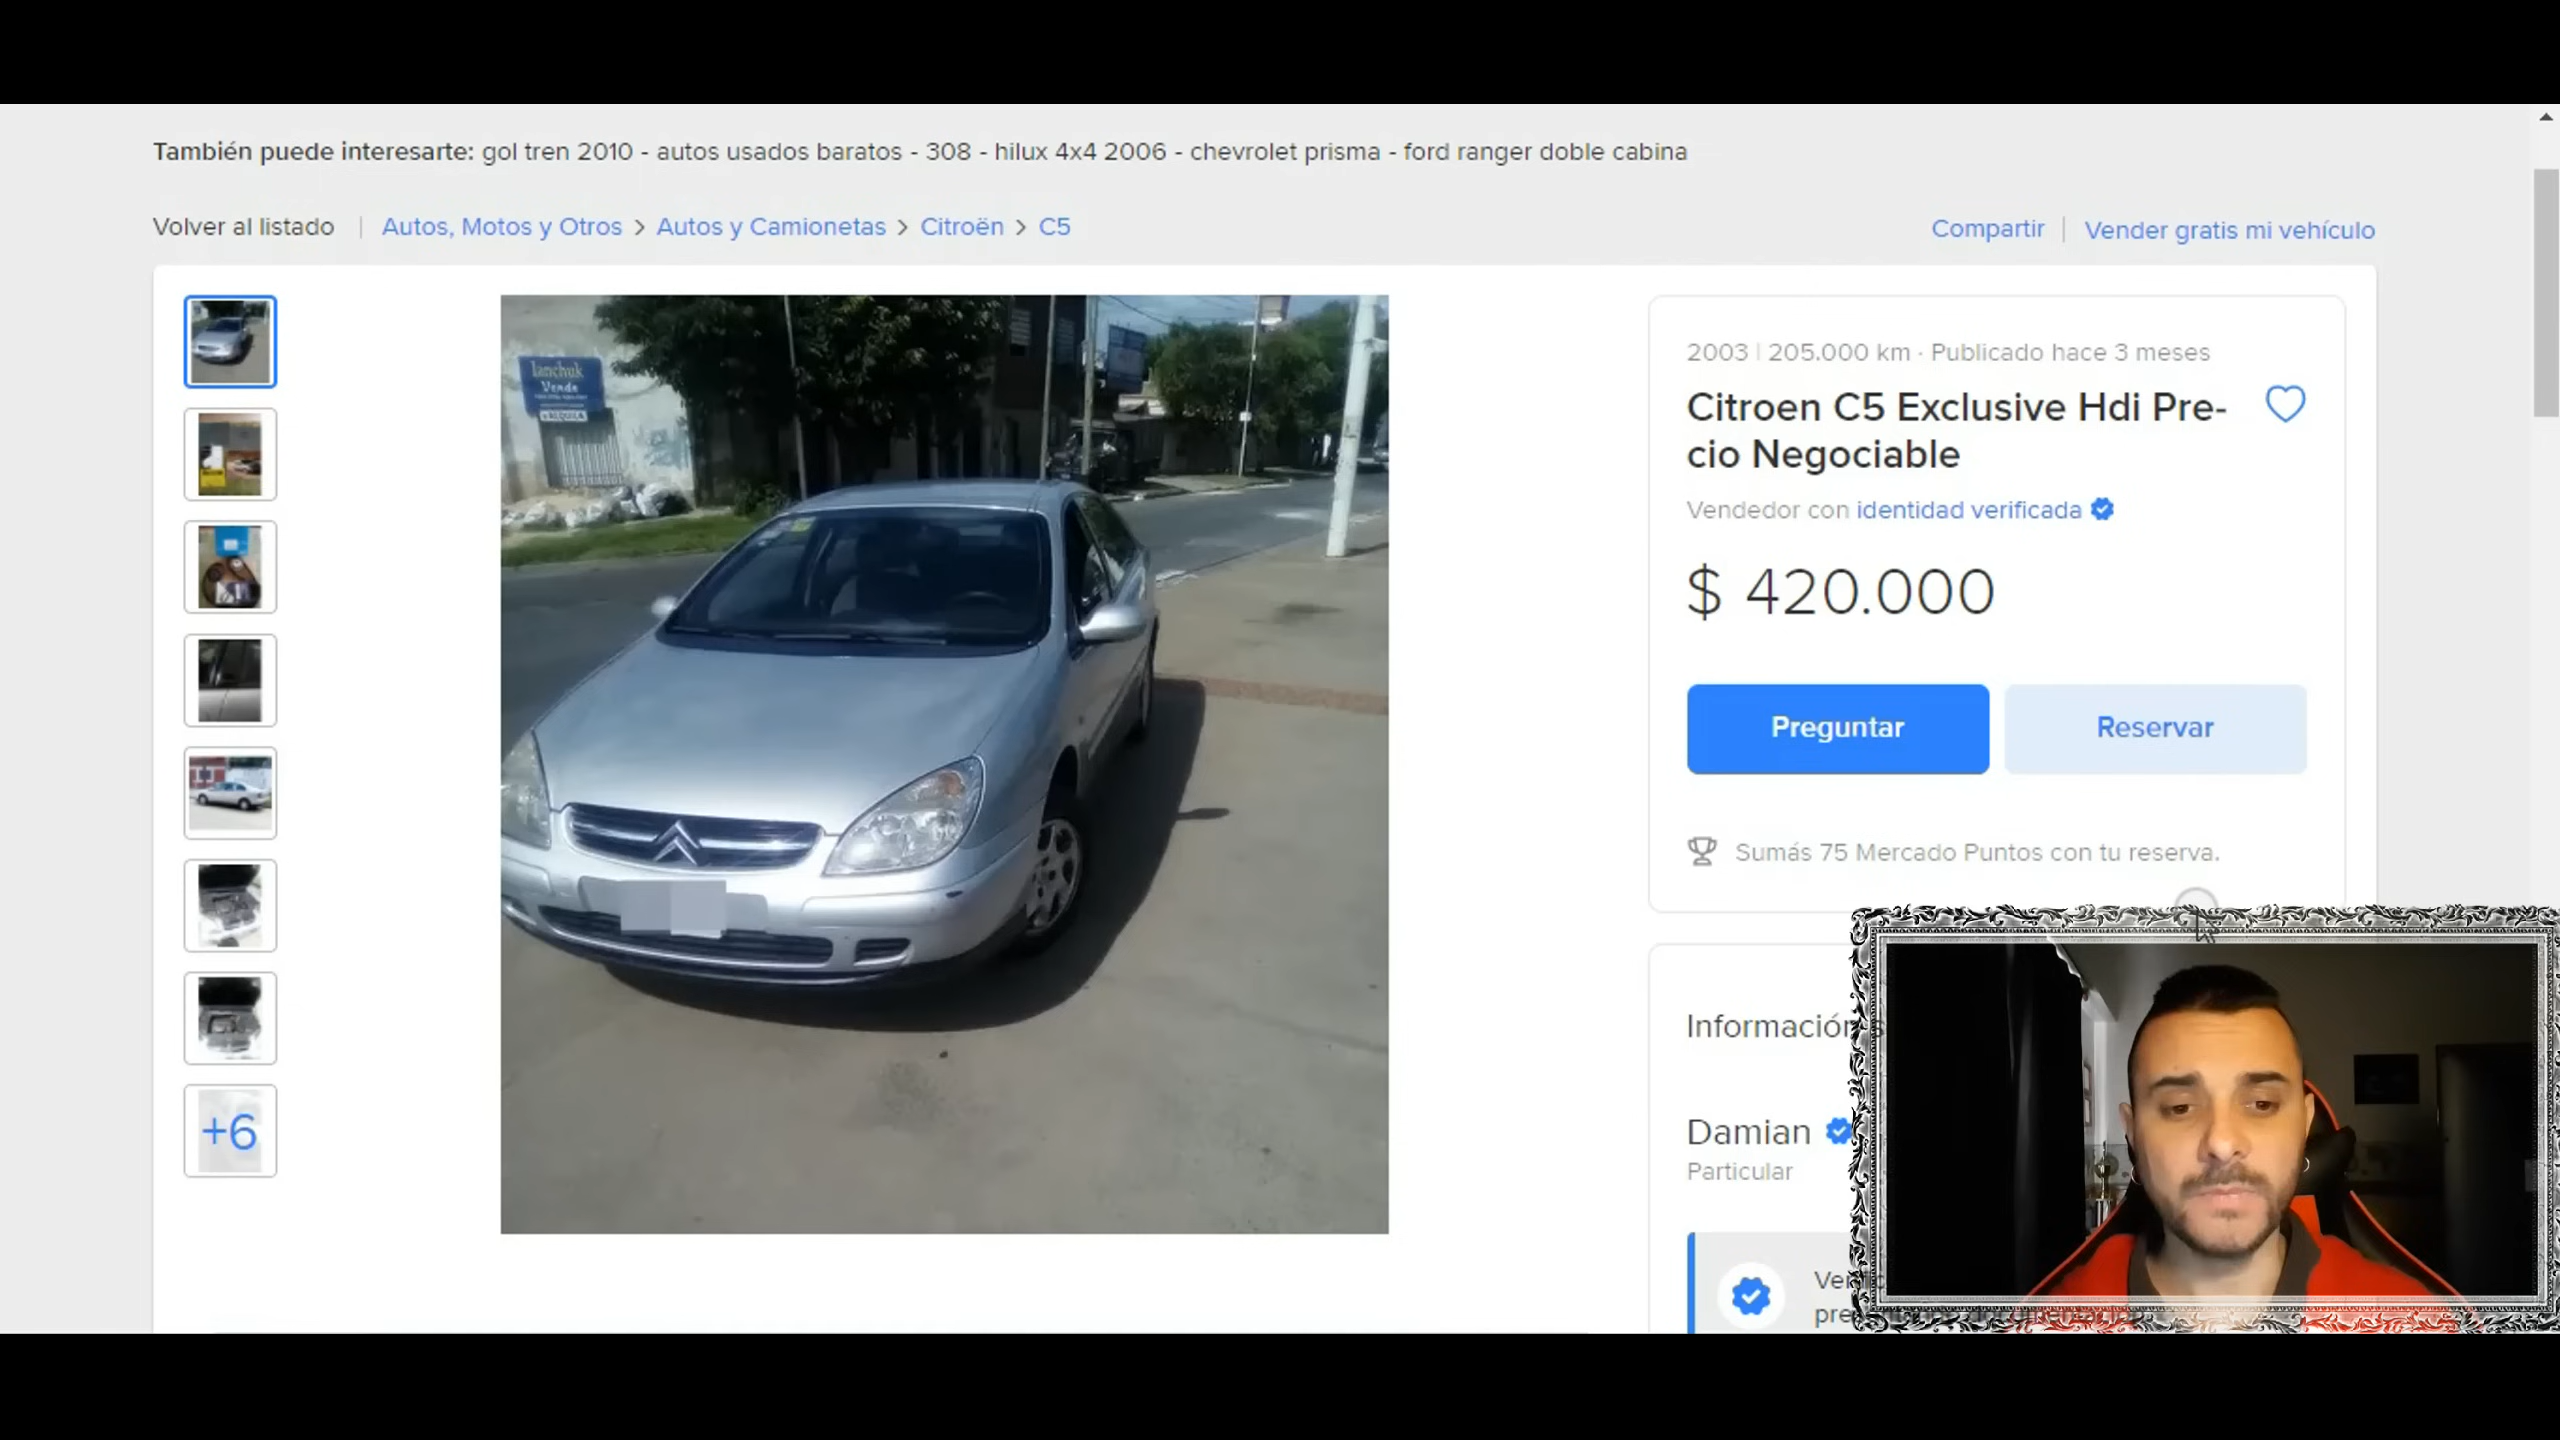 También puede interesarte: gol tren 2010 - autos usados baratos - 308 - hilux 4x4 2006 - chevrolet prisma - ford ranger doble cabina
Volver al listado | Autos, Motos y Otros > Autos y Camionetas > Citroën > C5
Compartir | Vender gratis mi vehículo
Ianchuk
Vende
ALQUILA
2003 | 205.000 km · Publicado hace 3 meses
Citroen C5 Exclusive Hdi Pre-
cio Negociable
Vendedor con identidad verificada
$ 420.000
Preguntar
Reservar
Sumás 75 Mercado Puntos con tu reserva.
+6
Información
Damian
Particular